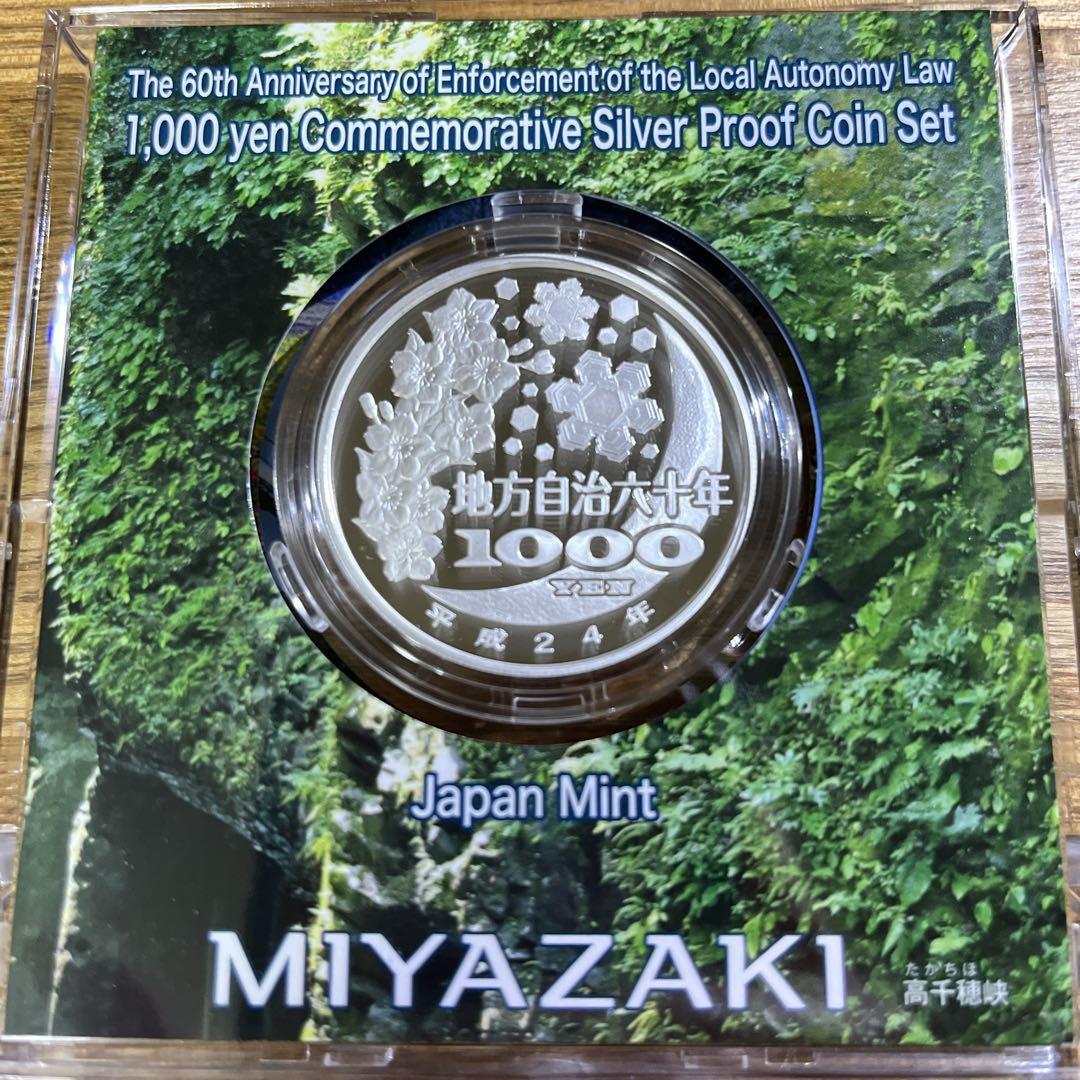 The 60th Anniversary of Enforcement of the Local Autonomy Law
1,000 yen Commemorative Silver Proof Coin Set
地方自治六十年
1000
YEN
平成24年
Japan Mint
MIYAZAKI
たかちほ
高千穂峡